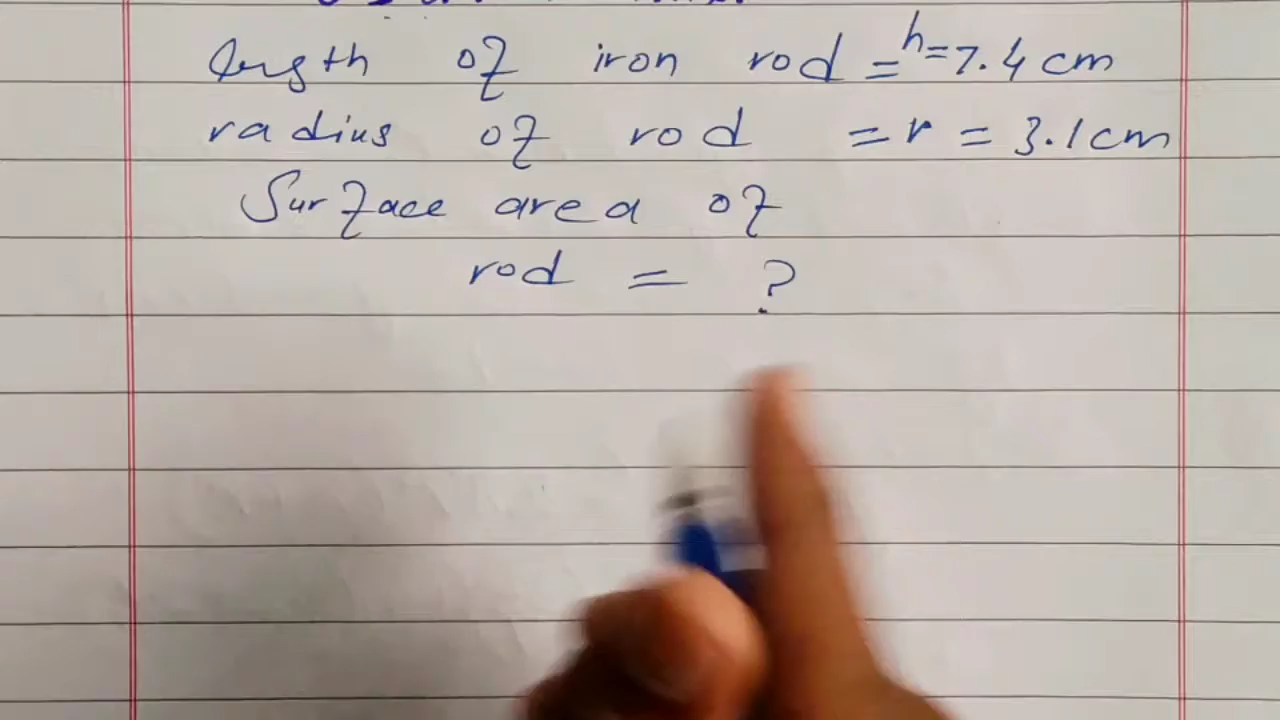 length of iron rod = h = 7.4 cm
radius of rod = r = 3.1 cm
Surface area of
rod = ?